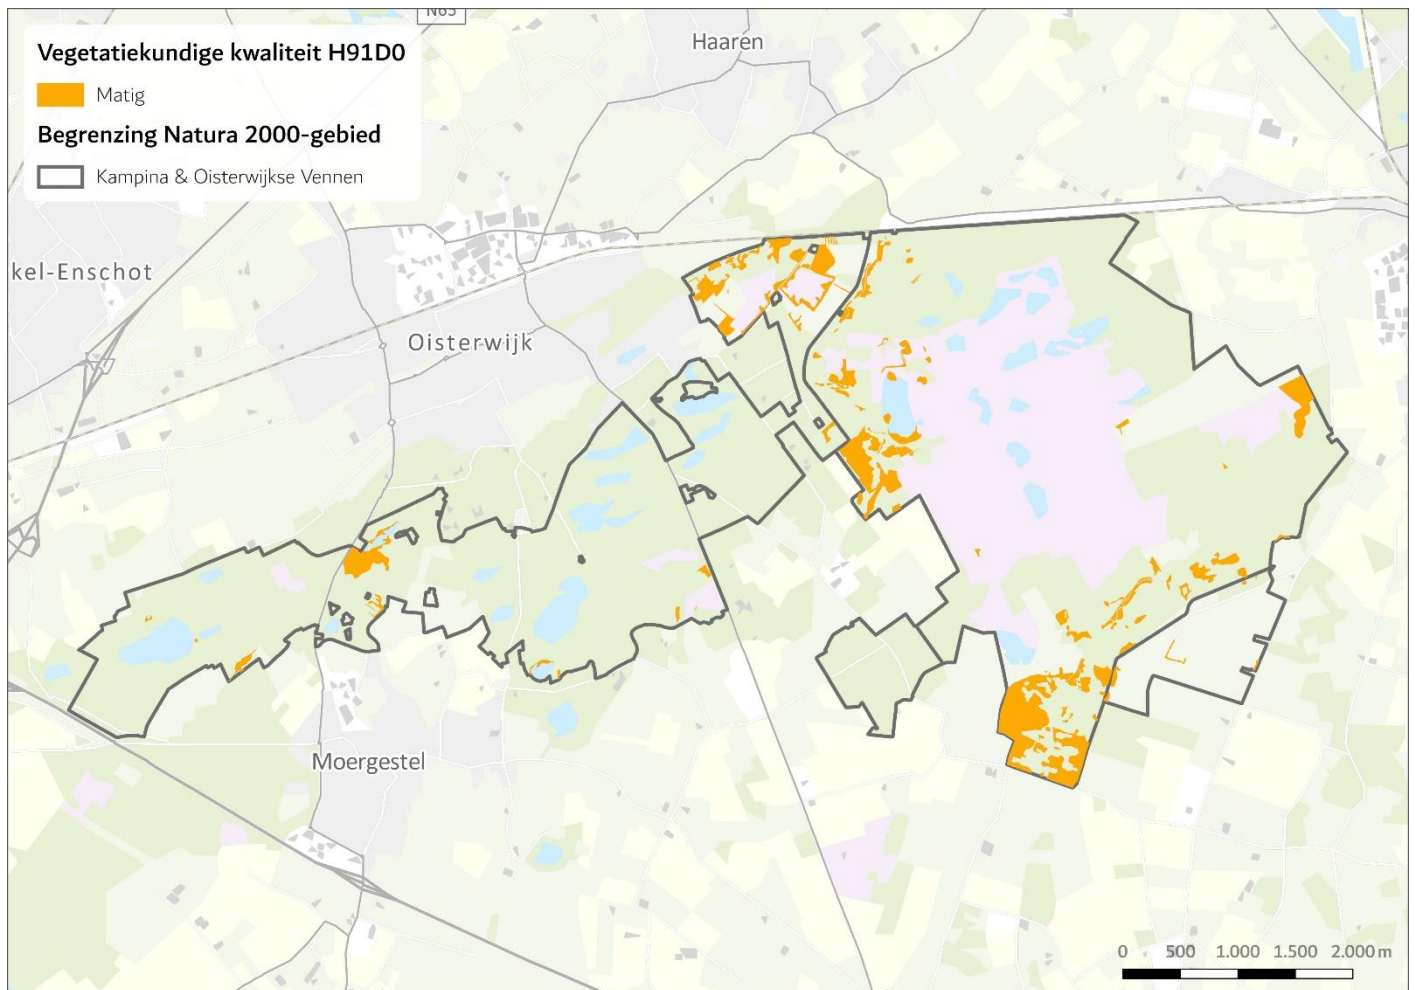 N65
Vegetatiekundige kwaliteit H91D0
Matig
Begrenzing Natura 2000-gebied
Kampina & Oisterwijkse Vennen
Haaren
kel-Enschot
Oisterwijk
Moergestel
0 500 1.000 1.500 2.000 m